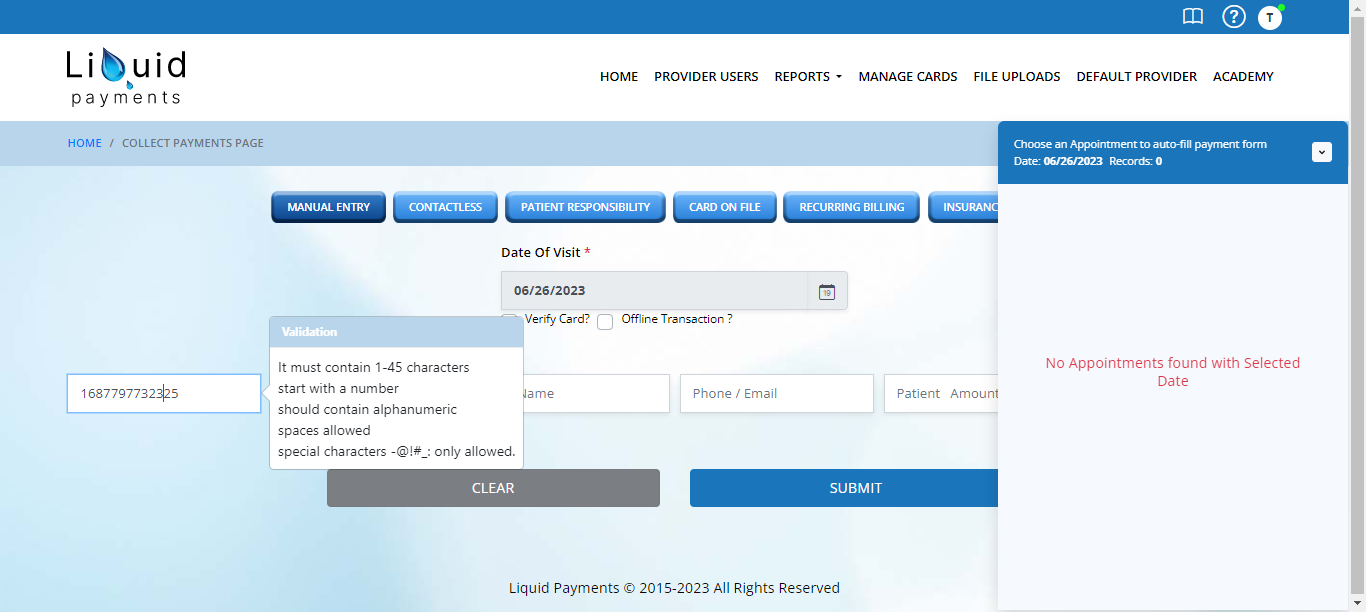 T
Liquid
payments
HOME PROVIDER USERS REPORTS MANAGE CARDS FILE UPLOADS DEFAULT PROVIDER ACADEMY
HOME / COLLECT PAYMENTS PAGE
Choose an Appointment to auto-fill payment form
Date: 06/26/2023 Records: 0
MANUAL ENTRY CONTACTLESS PATIENT RESPONSIBILITY CARD ON FILE RECURRING BILLING INSURANC
Date Of Visit *
06/26/2023
19
Verify Card? Offline Transaction ?
Validation
It must contain 1-45 characters
start with a number
should contain alphanumeric
spaces allowed
special characters -@!#_: only allowed.
1687797732325
Name
Phone / Email
Patient Amount
No Appointments found with Selected
Date
CLEAR SUBMIT
Liquid Payments © 2015-2023 All Rights Reserved